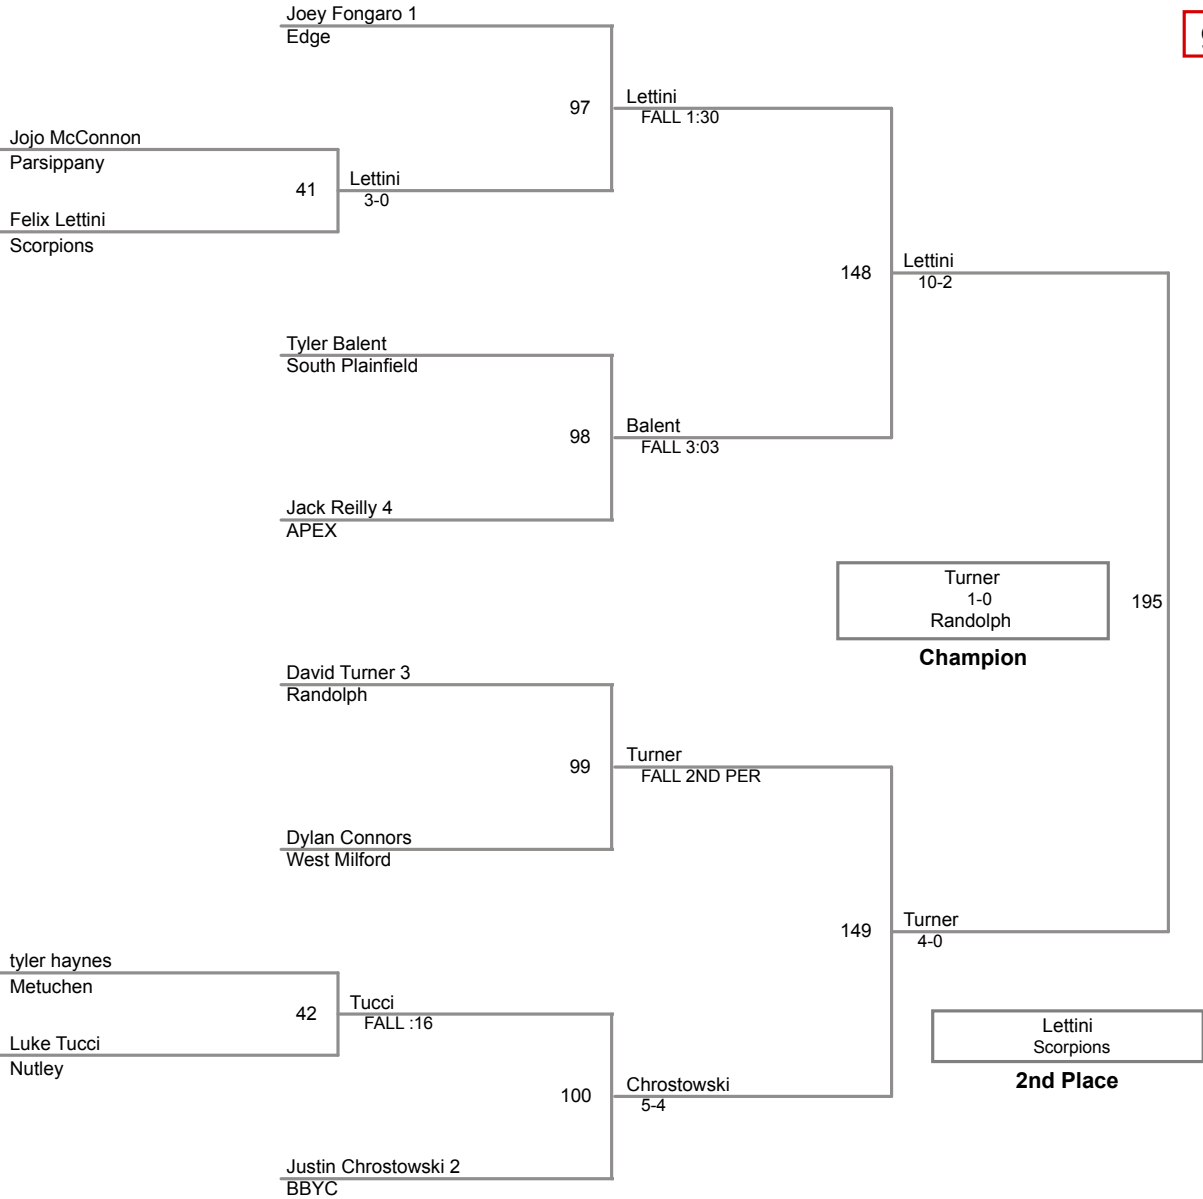 Joey Fongaro 1
Edge
97
Lettini
FALL 1:30
Jojo McConnon
Parsippany
41
Lettini
3-0
Felix Lettini
Scorpions
148
Lettini
10-2
Tyler Balent
South Plainfield
98
Balent
FALL 3:03
Jack Reilly 4
APEX
Turner
1-0
Randolph
195
Champion
David Turner 3
Randolph
99
Turner
FALL 2ND PER
Dylan Connors
West Milford
149
Turner
4-0
tyler haynes
Metuchen
42
Tucci
FALL :16
Luke Tucci
Nutley
Lettini
Scorpions
2nd Place
100
Chrostowski
5-4
Justin Chrostowski 2
BBYC